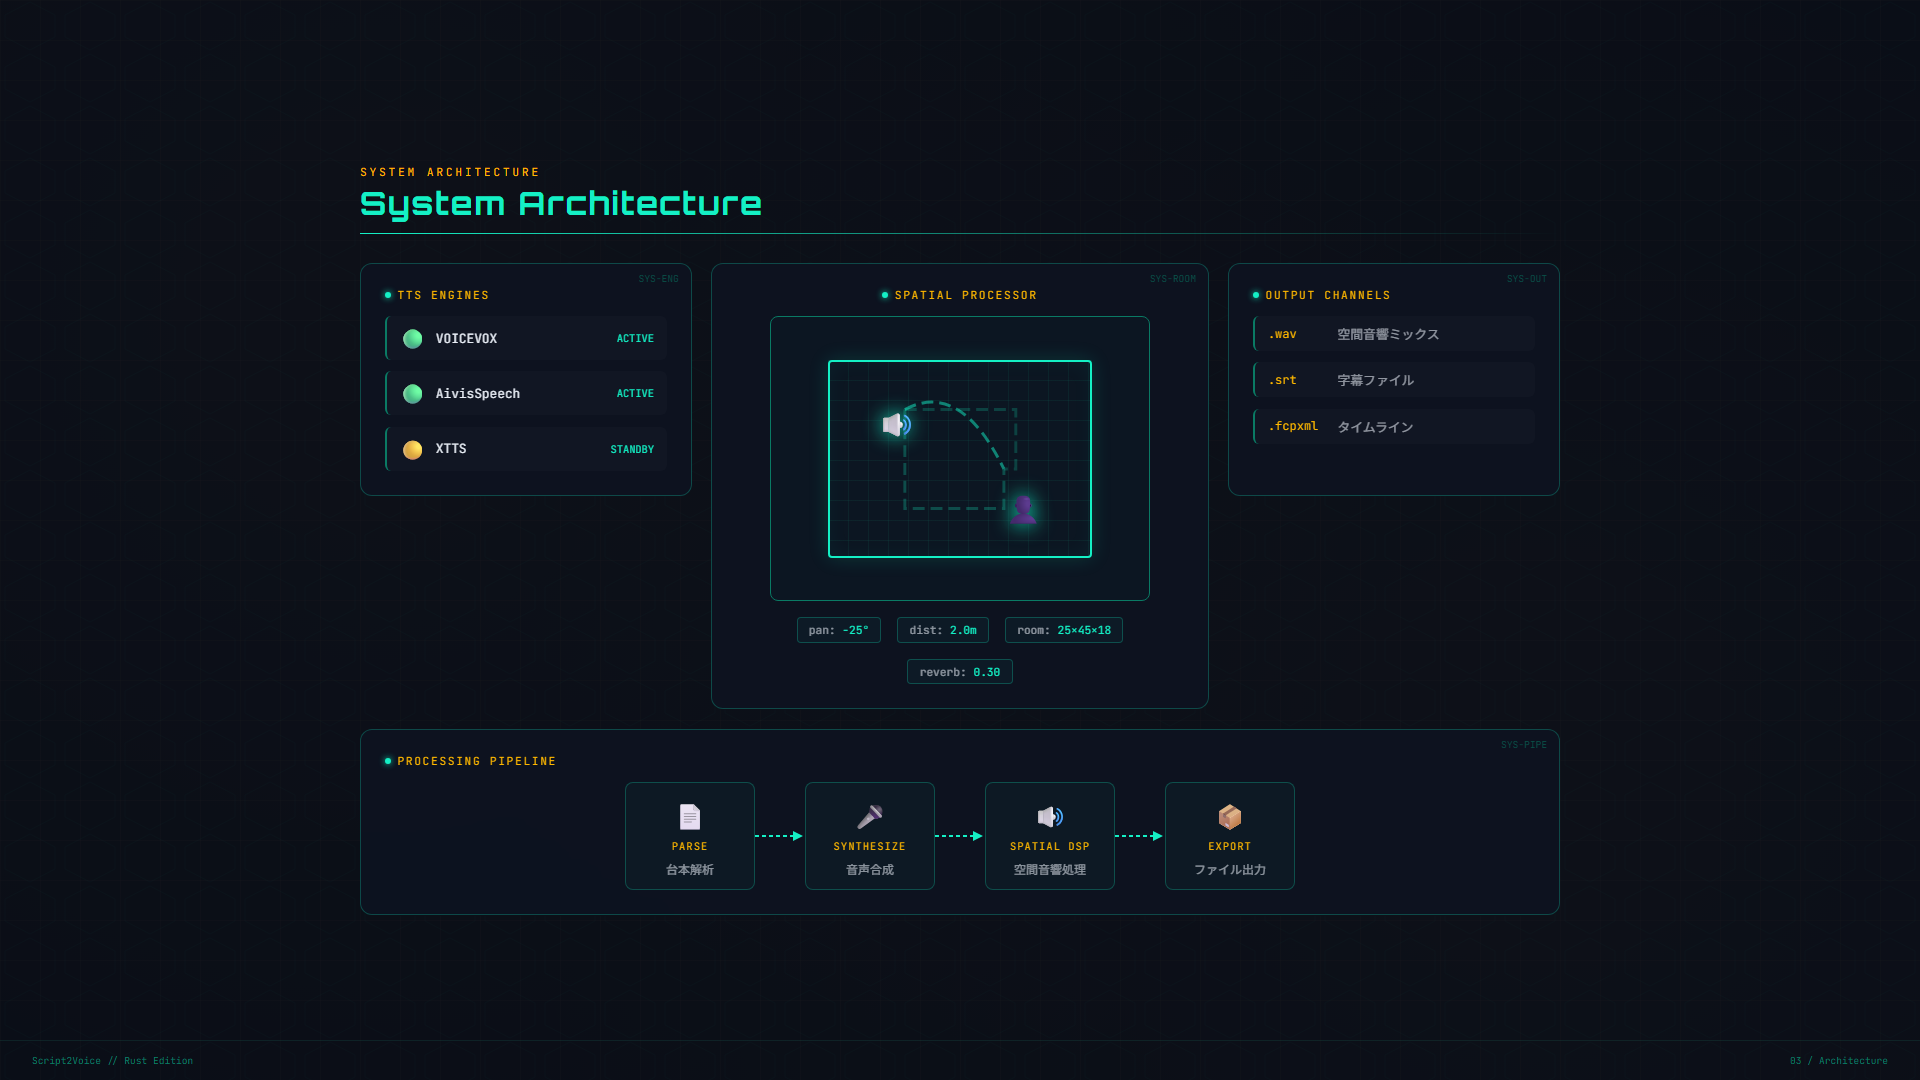 SYSTEM ARCHITECTURE
System Architecture
SYS-ENG
TTS ENGINES
VOICEVOX
ACTIVE
AivisSpeech
ACTIVE
XTTS
STANDBY
SYS-ROOM
SPATIAL PROCESSOR
pan: -25°
dist: 2.0m
room: 25×45×18
reverb: 0.30
SYS-OUT
OUTPUT CHANNELS
.wav 空間音響ミックス
.srt 字幕ファイル
.fcpxml タイムライン
SYS-PIPE
PROCESSING PIPELINE
PARSE
台本解析
SYNTHESIZE
音声合成
SPATIAL DSP
空間音響処理
EXPORT
ファイル出力
Script2Voice // Rust Edition
03 / Architecture